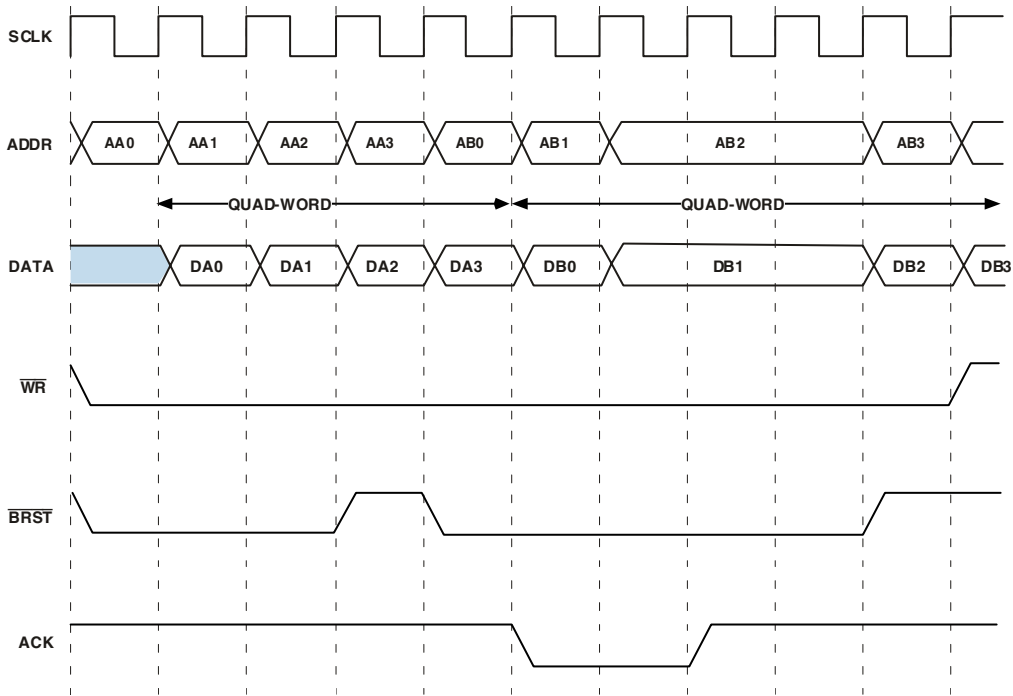 SCLK
ADDR AA0 AA1 AA2 AA3 AB0 AB1 AB2 AB3
QUAD-WORD QUAD-WORD
DATA DA0 DA1 DA2 DA3 DB0 DB1 DB2 DB3
WR
BRST
ACK